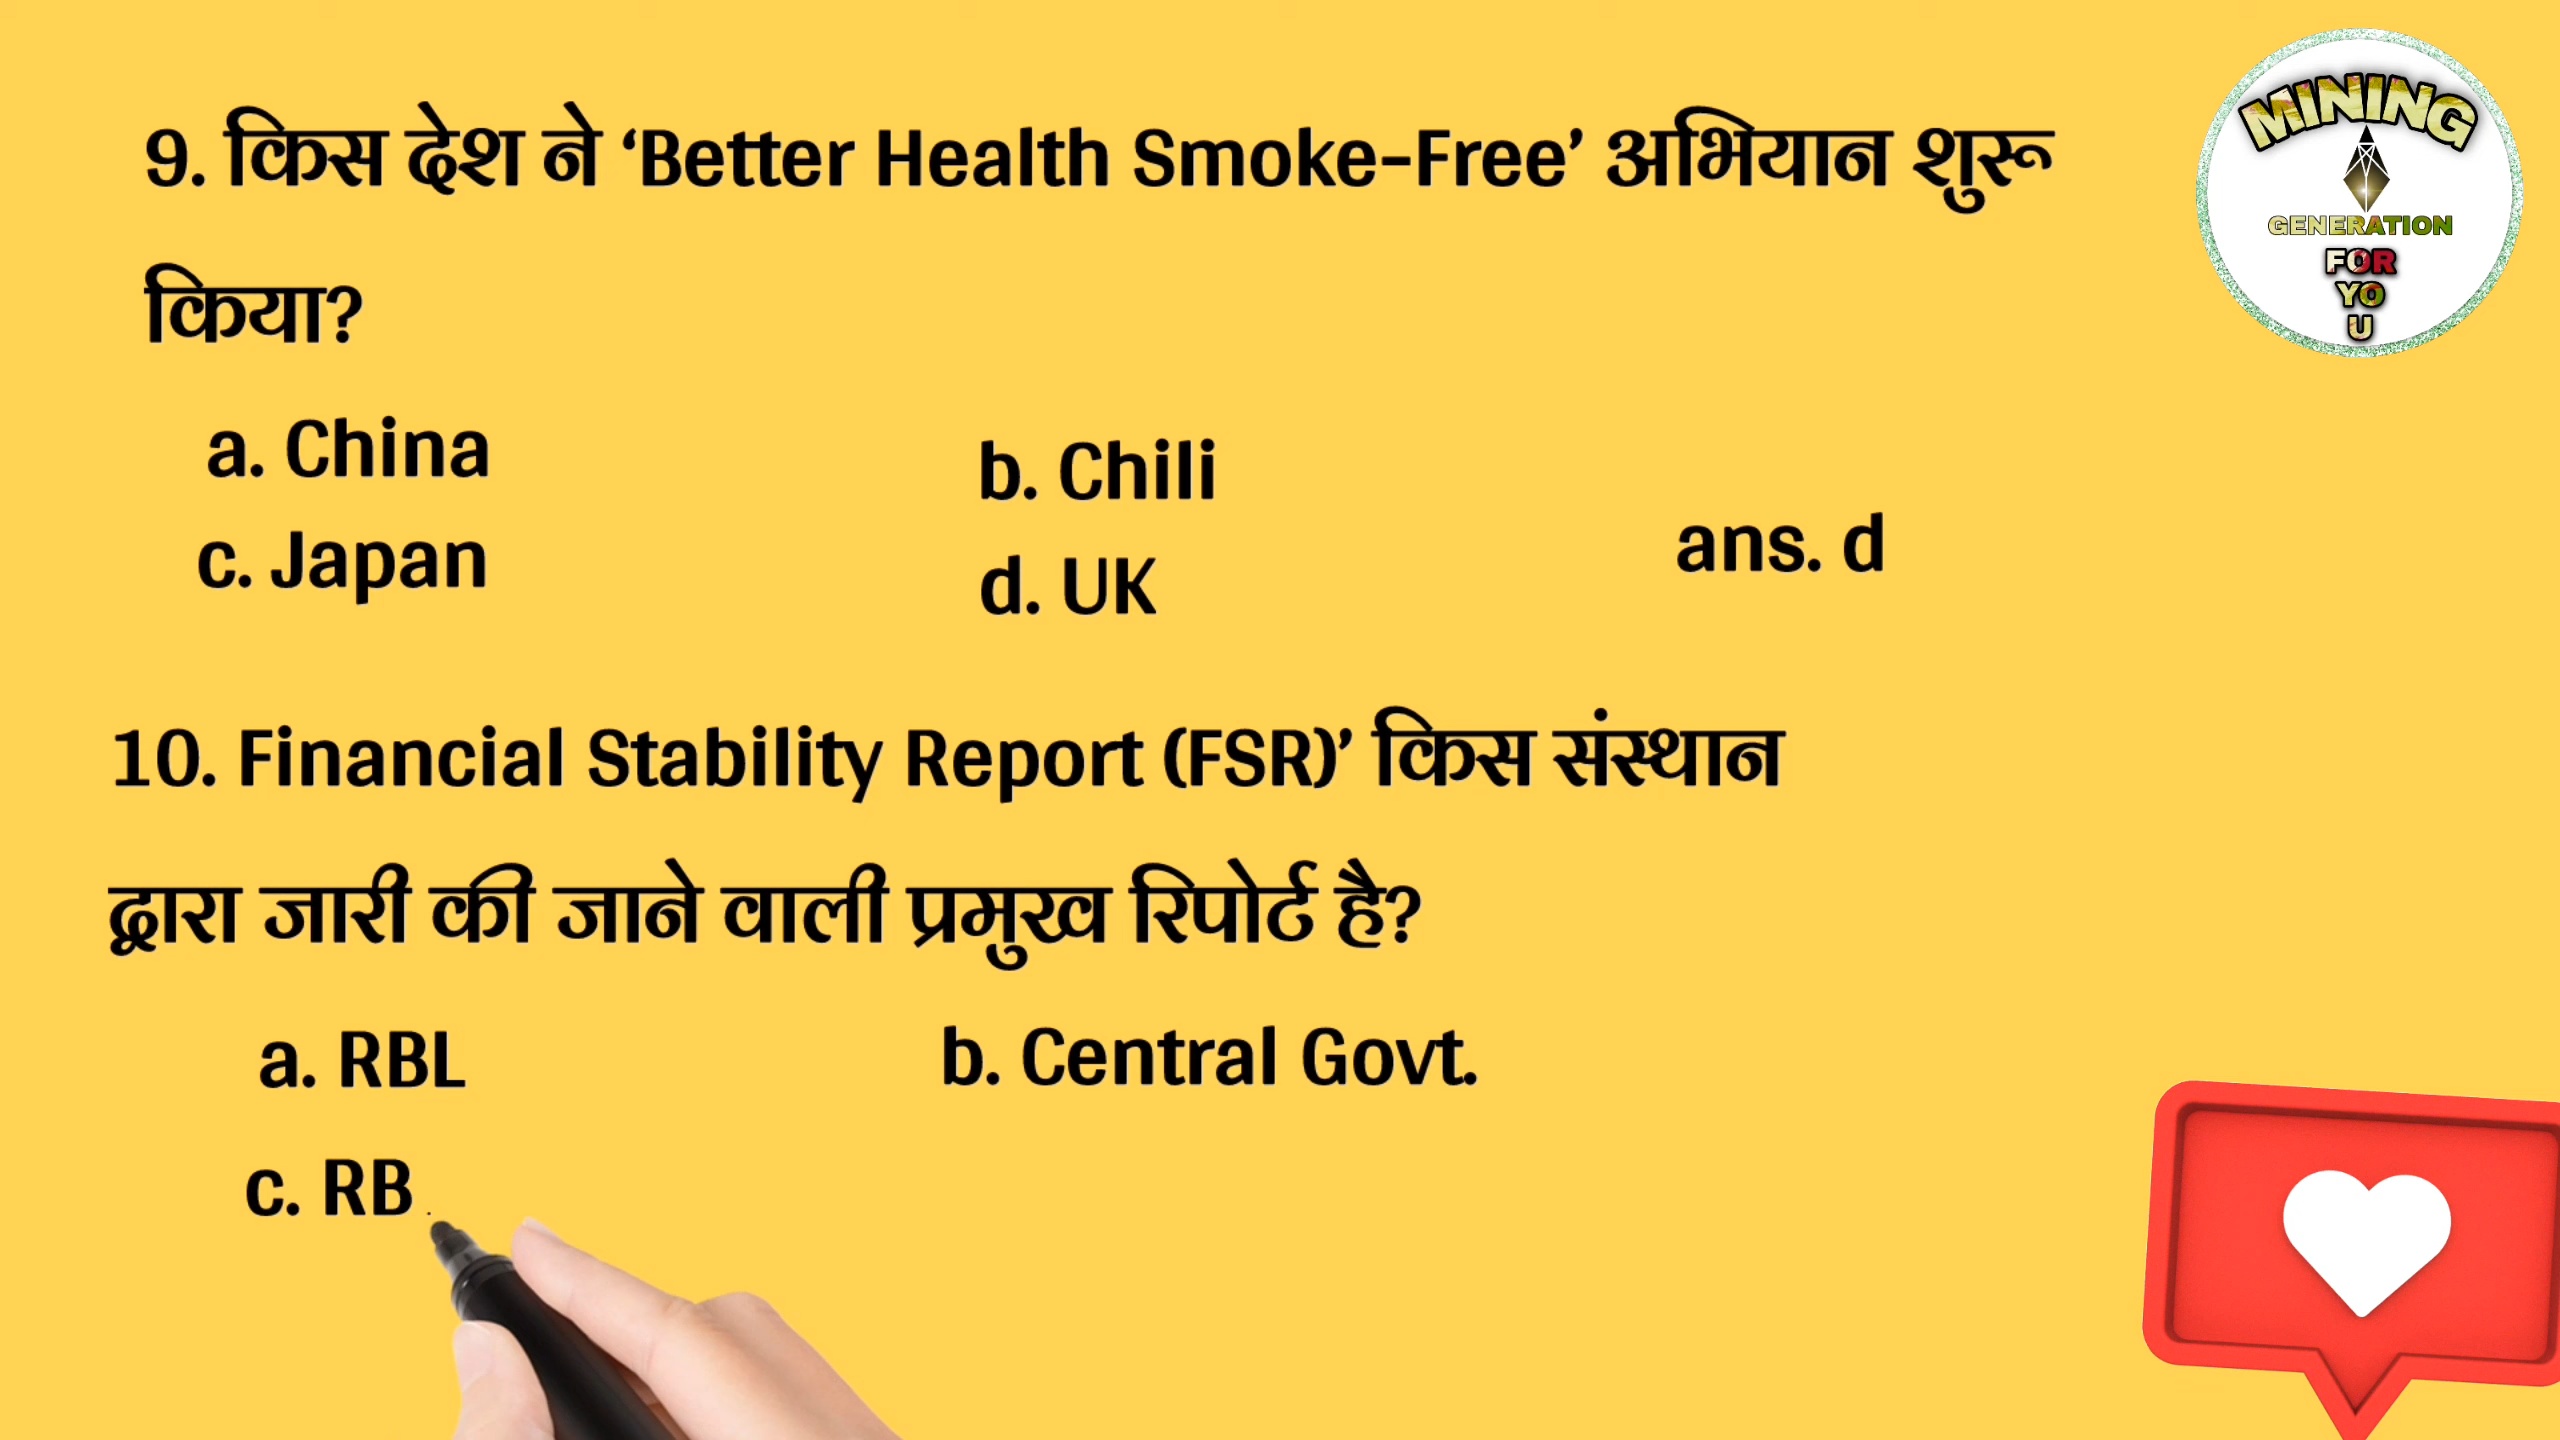 9. किस देश ने ‘Better Health Smoke-Free’ अभियान शुरू
किया?
a. China
b. Chili
c. Japan
d. UK
ans. d
10. Financial Stability Report (FSR)’ किस संस्थान
द्वारा जारी की जाने वाली प्रमुख रिपोर्ट है?
a. RBL
b. Central Govt.
c. RB
MINING
GENERATION
FOR
YO
U